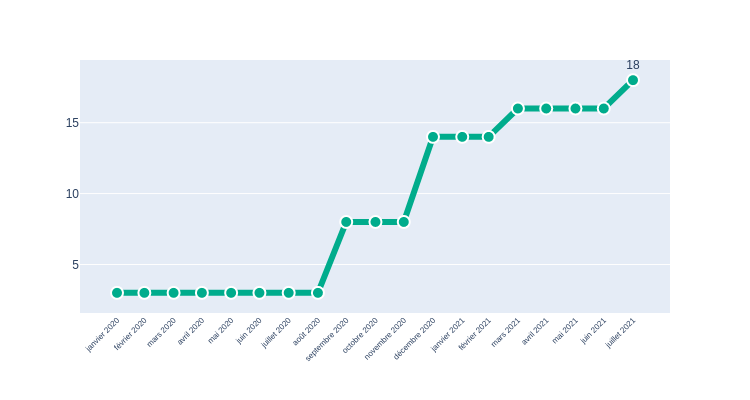 18
15
10
5
janvier 2020
février 2020
mars 2020
avril 2020
mai 2020
juin 2020
juillet 2020
août 2020
septembre 2020
octobre 2020
novembre 2020
décembre 2020
janvier 2021
février 2021
mars 2021
avril 2021
mai 2021
juin 2021
juillet 2021